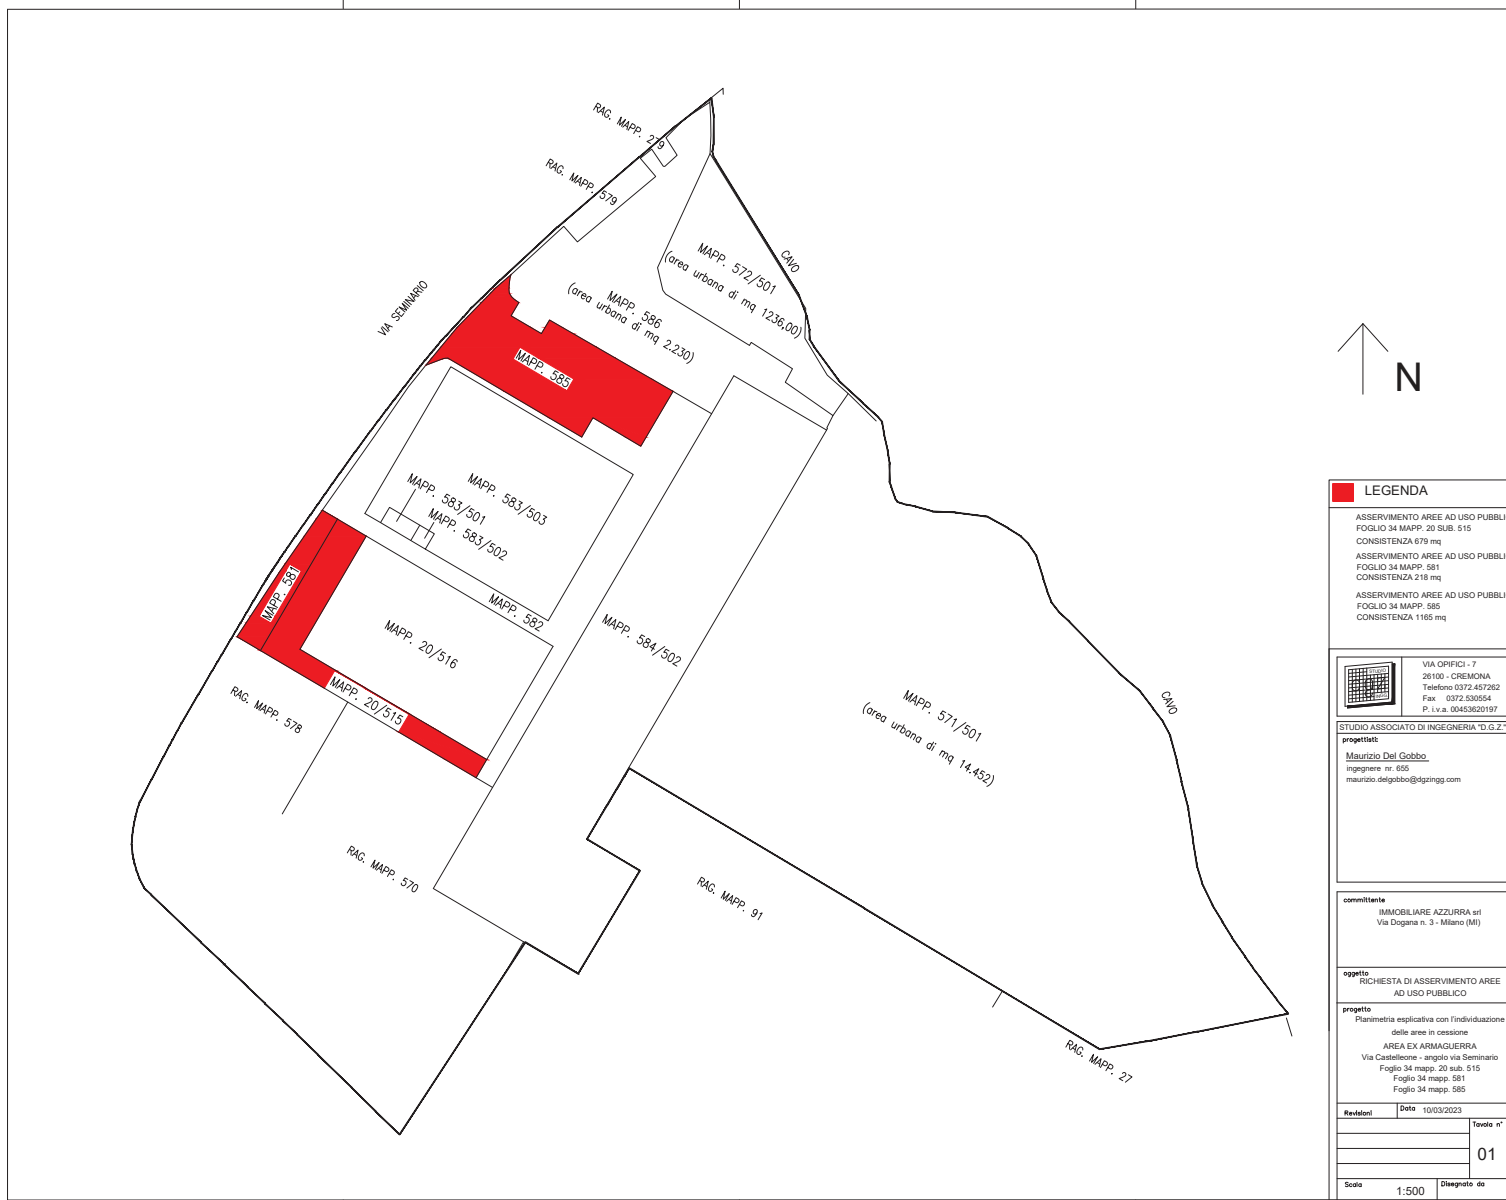 RAG. MAPP. 279
RAG. MAPP. 579
VIA SEMINARIO
CAVO
MAPP. 572/501
(area urbana di mq 1236,00)
MAPP. 586
(area urbana di mq 2.230)
MAPP. 585
MAPP. 583/503
MAPP. 583/501
MAPP. 583/502
MAPP. 581
MAPP. 582
MAPP. 20/516
MAPP. 584/502
MAPP. 20/515
RAG. MAPP. 578
MAPP. 571/501
(area urbana di mq 14.452)
CAVO
RAG. MAPP. 570
RAG. MAPP. 91
RAG. MAPP. 27
N
LEGENDA
ASSERVIMENTO AREE AD USO PUBBLI
FOGLIO 34 MAPP. 20 SUB. 515
CONSISTENZA 679 mq
ASSERVIMENTO AREE AD USO PUBBLI
FOGLIO 34 MAPP. 581
CONSISTENZA 218 mq
ASSERVIMENTO AREE AD USO PUBBLI
FOGLIO 34 MAPP. 585
CONSISTENZA 1165 mq
VIA OPIFICI - 7
26100 - CREMONA
Telefono 0372.457262
Fax 0372.530554
P. i.v.a. 00453620197
STUDIO ASSOCIATO DI INGEGNERIA "D.G.Z."
progettisti:
Maurizio Del Gobbo
ingegnere nr. 655
maurizio.delgobbo@dgzingg.com
committente
IMMOBILIARE AZZURRA srl
Via Dogana n. 3 - Milano (MI)
oggetto
RICHIESTA DI ASSERVIMENTO AREE
AD USO PUBBLICO
progetto
Planimetria esplicativa con l'individuazione
delle aree in cessione
AREA EX ARMAGUERRA
Via Castelleone - angolo via Seminario
Foglio 34 mapp. 20 sub. 515
Foglio 34 mapp. 581
Foglio 34 mapp. 585
Revisioni
Data 10/03/2023
Tavola n°
01
Scala 1:500
Disegnato da